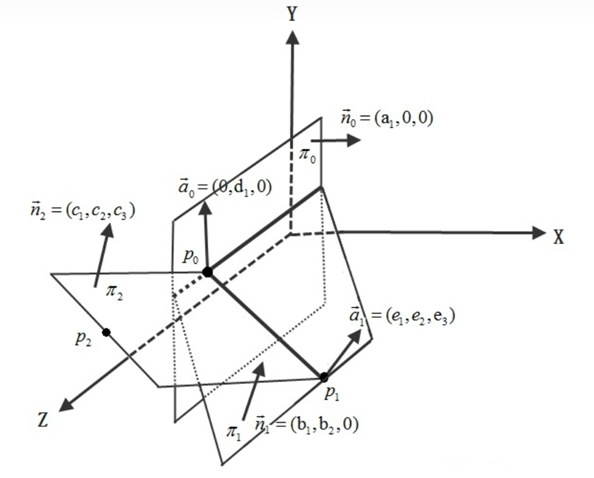 Y
n⃗₀ = (a₁,0,0)
π₀
a⃗₀ = (0,d₁,0)
n⃗₂ = (c₁,c₂,c₃)
X
p₀
π₂
a⃗₁ = (e₁,e₂,e₃)
p₂
p₁
Z
π₁ n⃗₁ = (b₁,b₂,0)